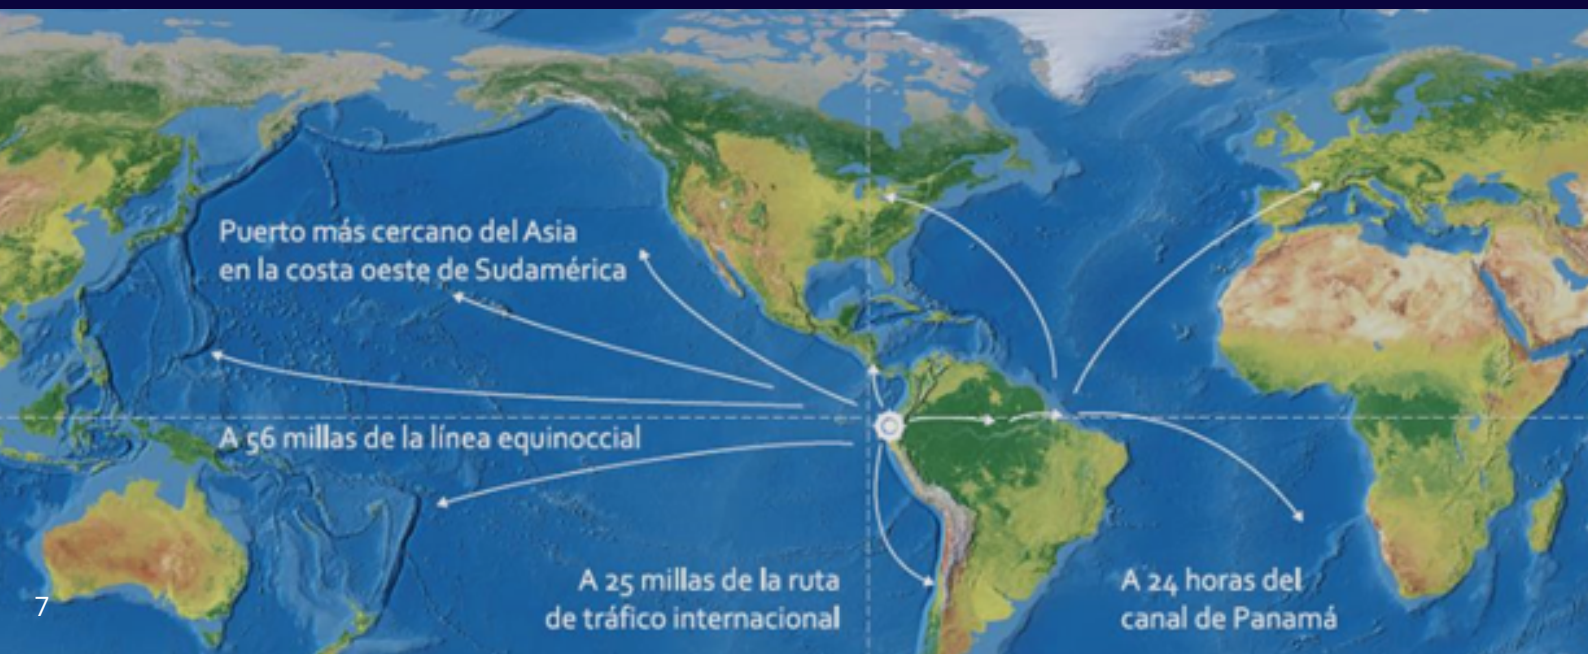 Puerto más cercano del Asia
en la costa oeste de Sudamérica
A 56 millas de la línea equinoccial
A 25 millas de la ruta
de tráfico internacional
A 24 horas del
canal de Panamá
7